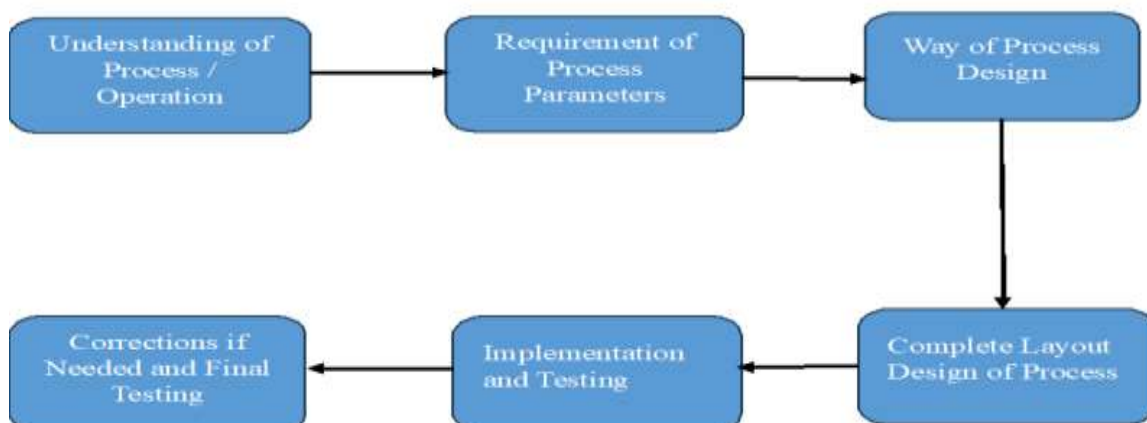 Understanding of
Process /
Operation
Requirement of
Process
Parameters
Way of Process
Design
Complete Layout
Design of Process
Implementation
and Testing
Corrections if
Needed and Final
Testing